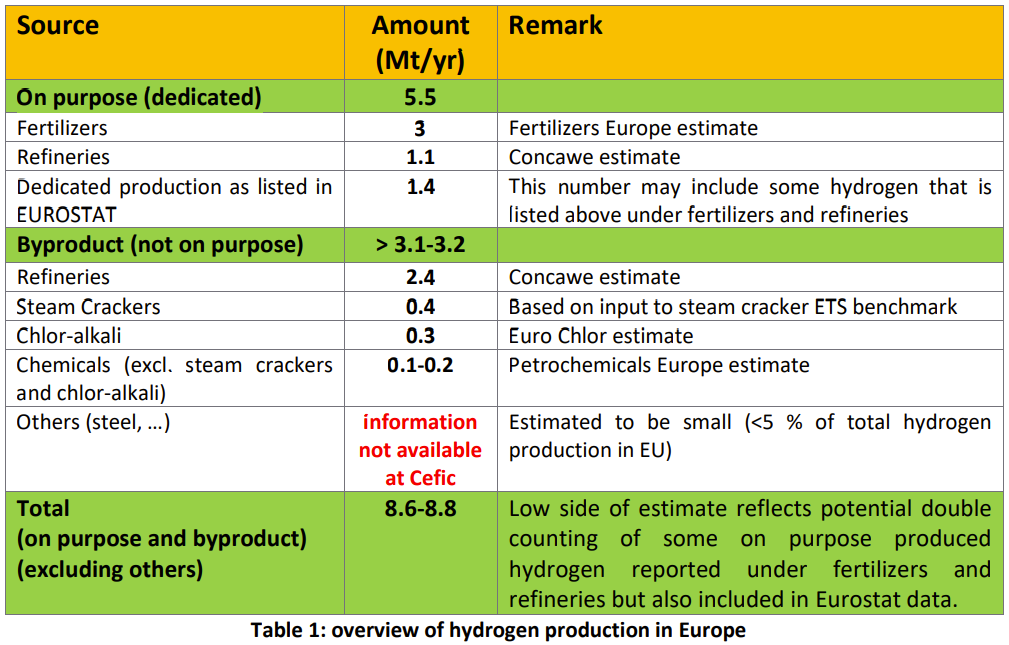 Source Amount Remark
(Mt/yr)
On purpose (dedicated) 5.5
Fertilizers 3 Fertilizers Europe estimate
Refineries 1.1 Concawe estimate
Dedicated production as listed in 1.4 This number may include some hydrogen that is
EUROSTAT listed above under fertilizers and refineries
Byproduct (not on purpose) > 3.1-3.2
Refineries 2.4 Concawe estimate
Steam Crackers 0.4 Based on input to steam cracker ETS benchmark
Chlor-alkali 0.3 Euro Chlor estimate
Chemicals (excl. steam crackers 0.1-0.2 Petrochemicals Europe estimate
and chlor-alkali)
Others (steel, …) information Estimated to be small (<5 % of total hydrogen
not available production in EU)
at Cefic
Total 8.6-8.8 Low side of estimate reflects potential double
(on purpose and byproduct) counting of some on purpose produced
(excluding others) hydrogen reported under fertilizers and
refineries but also included in Eurostat data.
Table 1: overview of hydrogen production in Europe